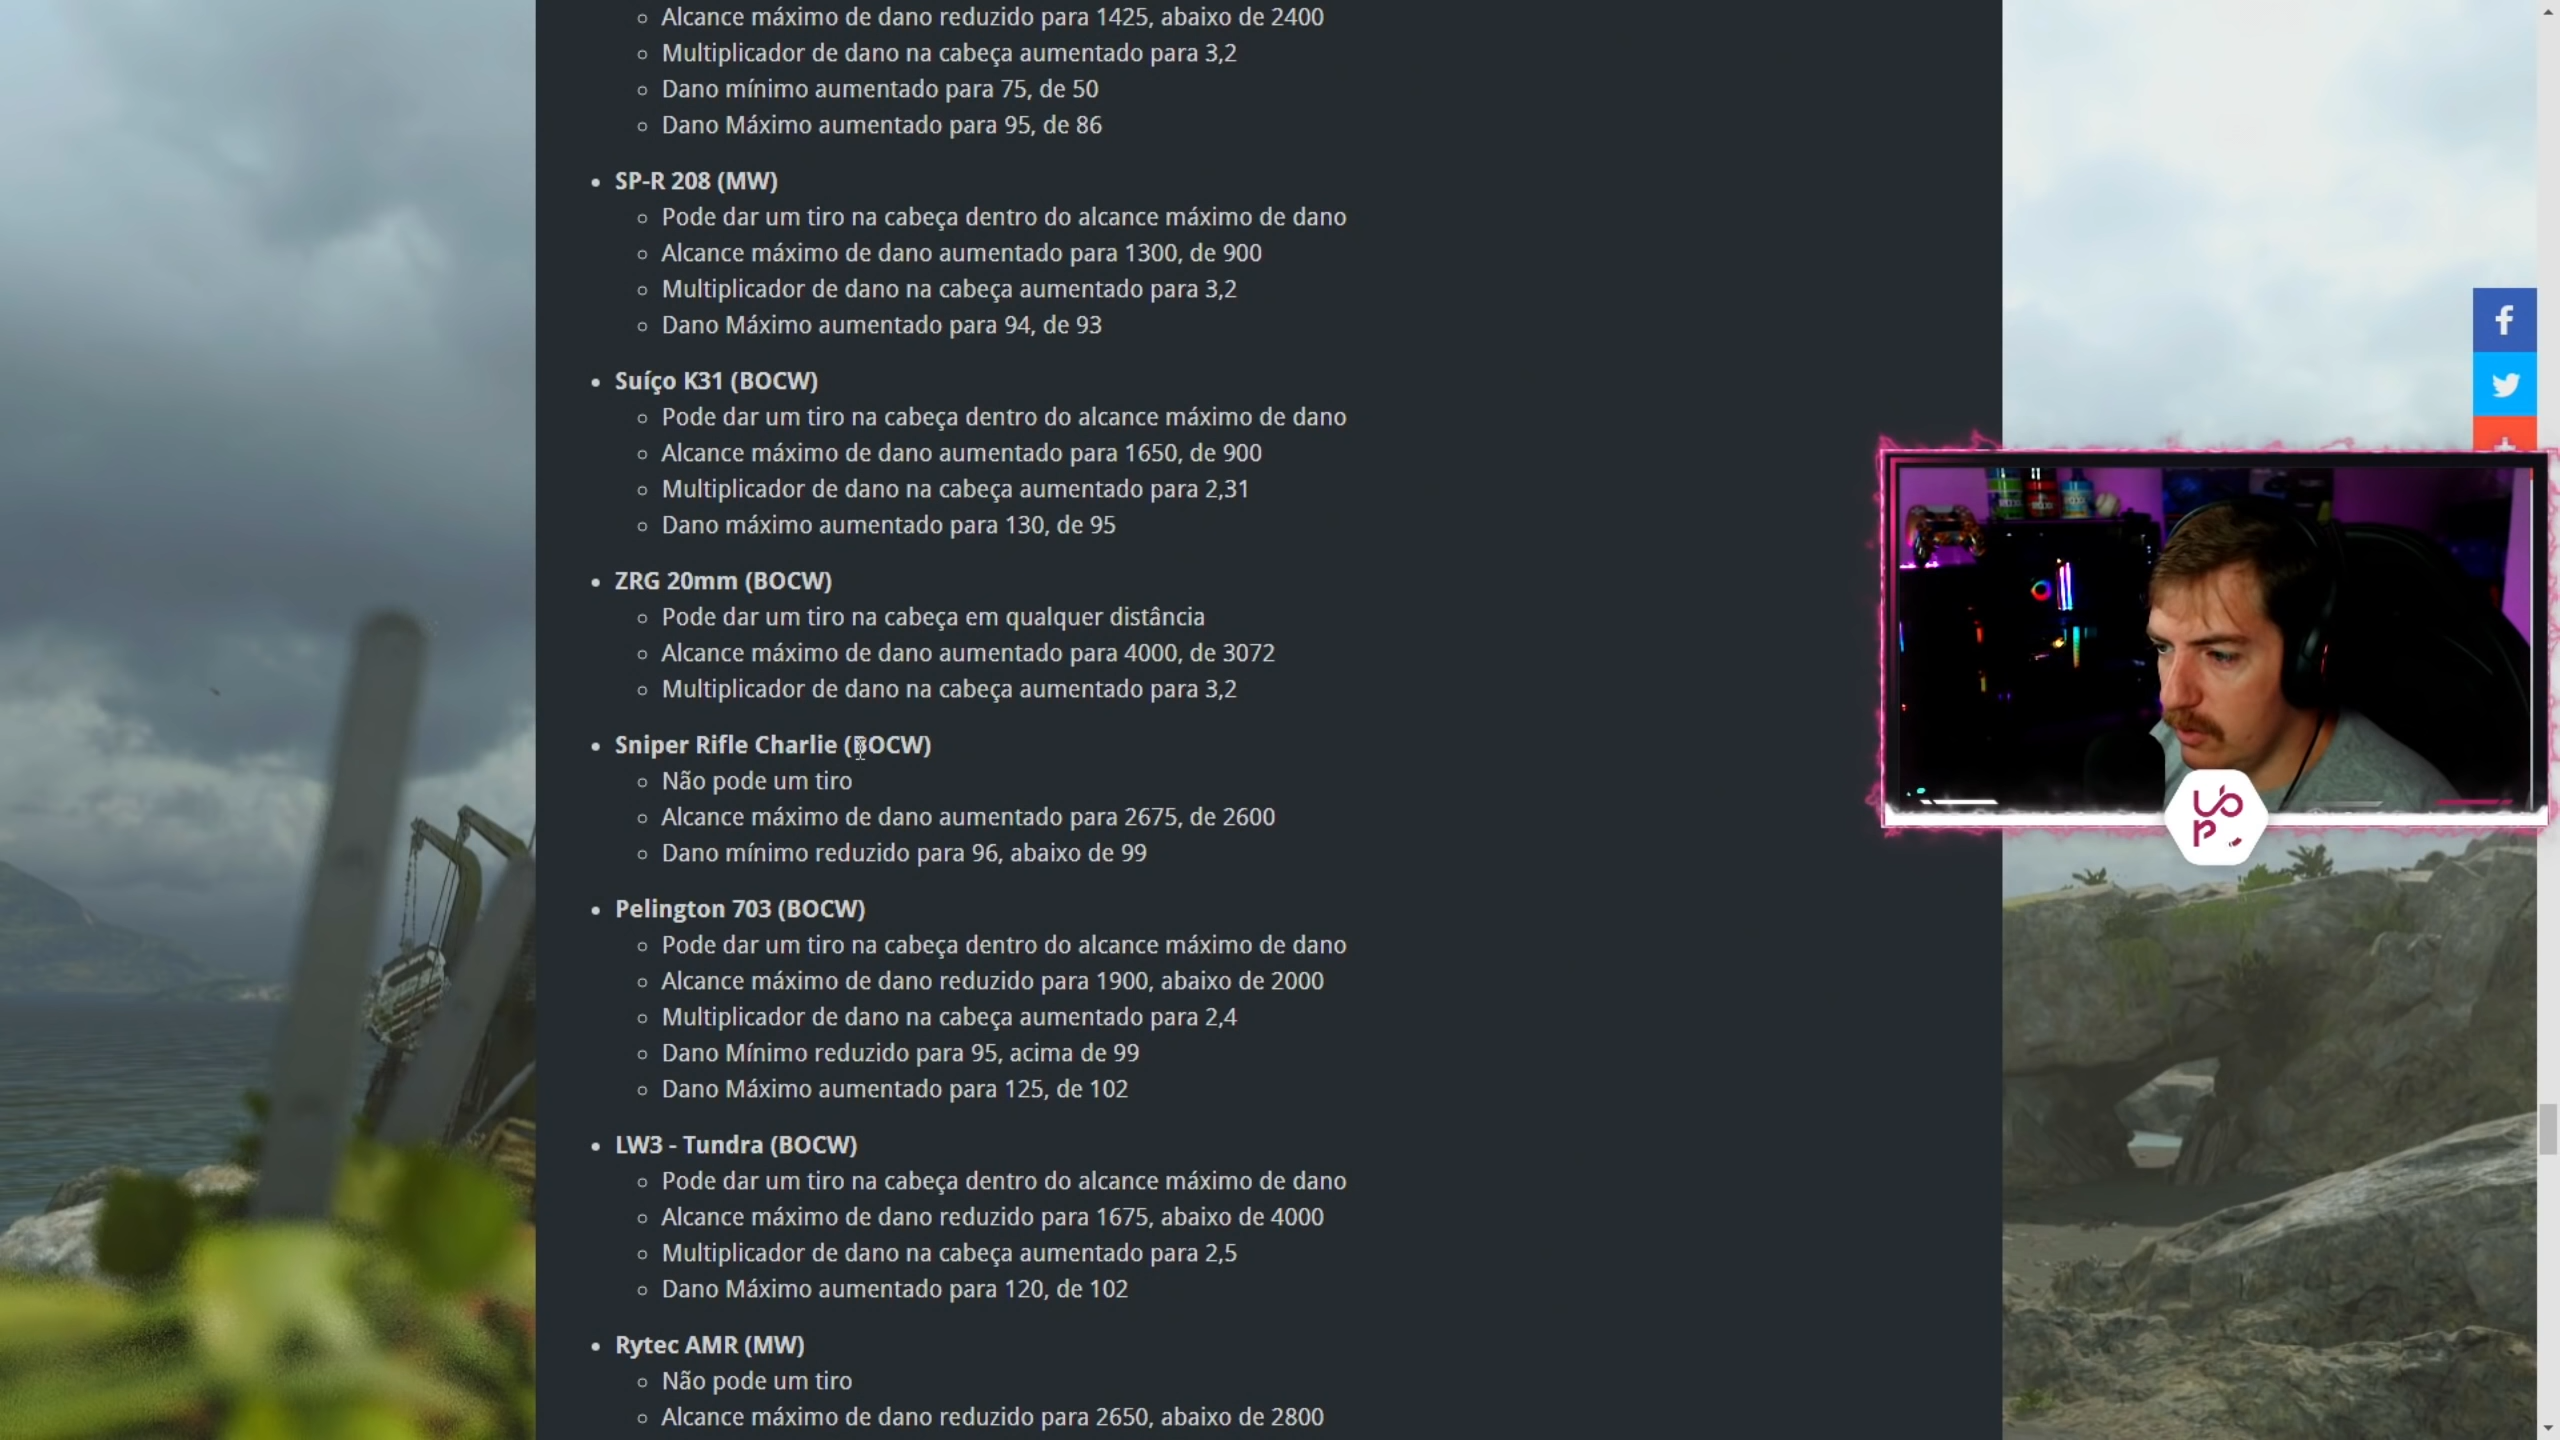 Alcance máximo de dano reduzido para 1425, abaixo de 2400
Multiplicador de dano na cabeça aumentado para 3,2
Dano mínimo aumentado para 75, de 50
Dano Máximo aumentado para 95, de 86
SP-R 208 (MW)
Pode dar um tiro na cabeça dentro do alcance máximo de dano
Alcance máximo de dano aumentado para 1300, de 900
Multiplicador de dano na cabeça aumentado para 3,2
Dano Máximo aumentado para 94, de 93
Suíço K31 (BOCW)
Pode dar um tiro na cabeça dentro do alcance máximo de dano
Alcance máximo de dano aumentado para 1650, de 900
Multiplicador de dano na cabeça aumentado para 2,31
Dano máximo aumentado para 130, de 95
ZRG 20mm (BOCW)
Pode dar um tiro na cabeça em qualquer distância
Alcance máximo de dano aumentado para 4000, de 3072
Multiplicador de dano na cabeça aumentado para 3,2
Sniper Rifle Charlie (BOCW)
Não pode um tiro
Alcance máximo de dano aumentado para 2675, de 2600
Dano mínimo reduzido para 96, abaixo de 99
Pelington 703 (BOCW)
Pode dar um tiro na cabeça dentro do alcance máximo de dano
Alcance máximo de dano reduzido para 1900, abaixo de 2000
Multiplicador de dano na cabeça aumentado para 2,4
Dano Mínimo reduzido para 95, acima de 99
Dano Máximo aumentado para 125, de 102
LW3 - Tundra (BOCW)
Pode dar um tiro na cabeça dentro do alcance máximo de dano
Alcance máximo de dano reduzido para 1675, abaixo de 4000
Multiplicador de dano na cabeça aumentado para 2,5
Dano Máximo aumentado para 120, de 102
Rytec AMR (MW)
Não pode um tiro
Alcance máximo de dano reduzido para 2650, abaixo de 2800